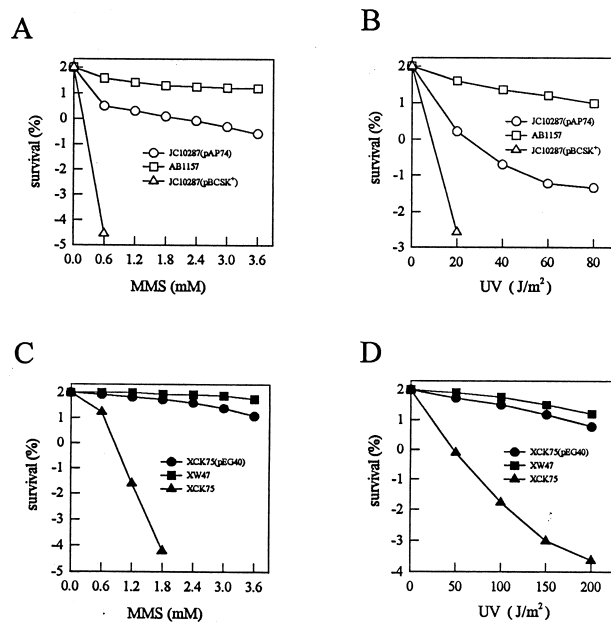 A
2
1
0
-1
-2
-3
-4
-5
survival (%)
JC10287(pAP74)
AB1157
JC10287(pBCSK+)
0.0 0.6 1.2 1.8 2.4 3.0 3.6
MMS (mM)
B
2
1
0
-1
-2
-3
survival (%)
JC10287(pAP74)
AB1157
JC10287(pBCSK+)
0 20 40 60 80
UV ( J/m²)
C
2
1
0
-1
-2
-3
-4
-5
survival (%)
XCK75(pEG40)
XW47
XCK75
0.0 0.6 1.2 1.8 2.4 3.0 3.6
MMS (mM)
D
2
1
0
-1
-2
-3
-4
survival (%)
XCK75(pEG40)
XW47
XCK75
0 50 100 150 200
UV ( J/m²)